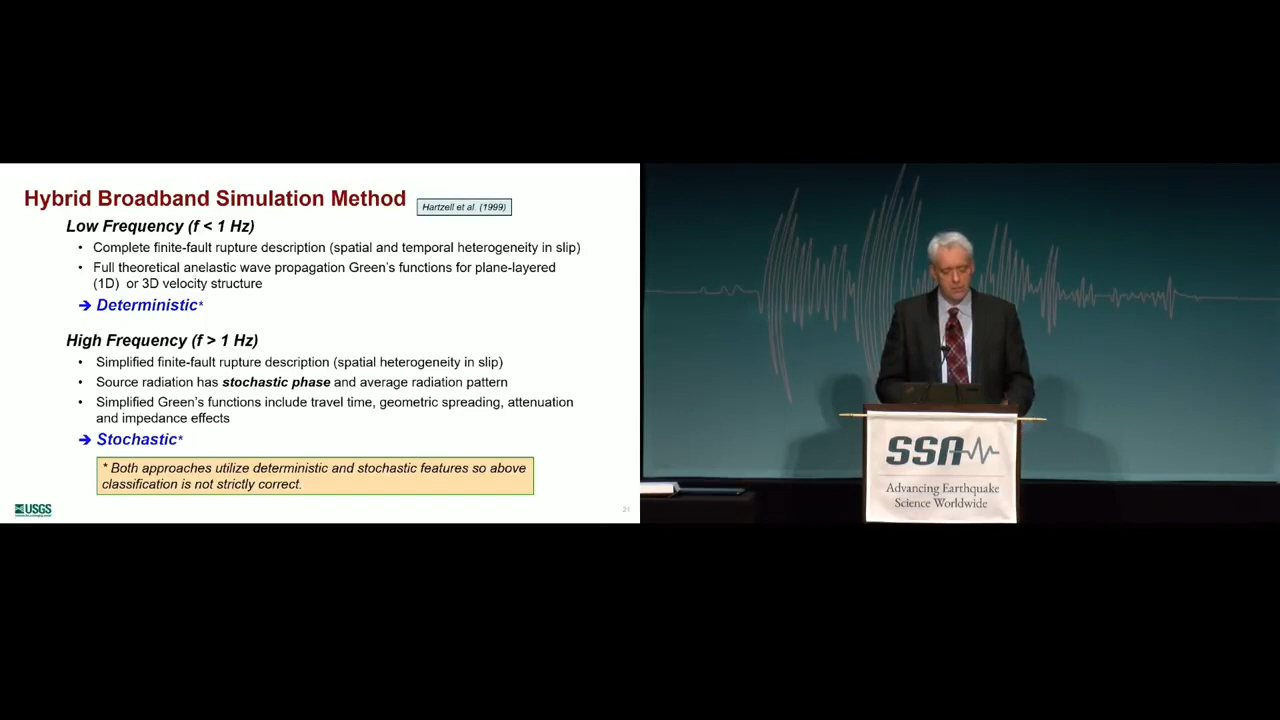 Hybrid Broadband Simulation Method
Hartzell et al. (1999)
Low Frequency (f < 1 Hz)
• Complete finite-fault rupture description (spatial and temporal heterogeneity in slip)
• Full theoretical anelastic wave propagation Green's functions for plane-layered
(1D) or 3D velocity structure
➔ Deterministic*
High Frequency (f > 1 Hz)
• Simplified finite-fault rupture description (spatial heterogeneity in slip)
• Source radiation has stochastic phase and average radiation pattern
• Simplified Green's functions include travel time, geometric spreading, attenuation
and impedance effects
➔ Stochastic*
* Both approaches utilize deterministic and stochastic features so above
classification is not strictly correct.
USGS
21
SSA
Advancing Earthquake
Science Worldwide